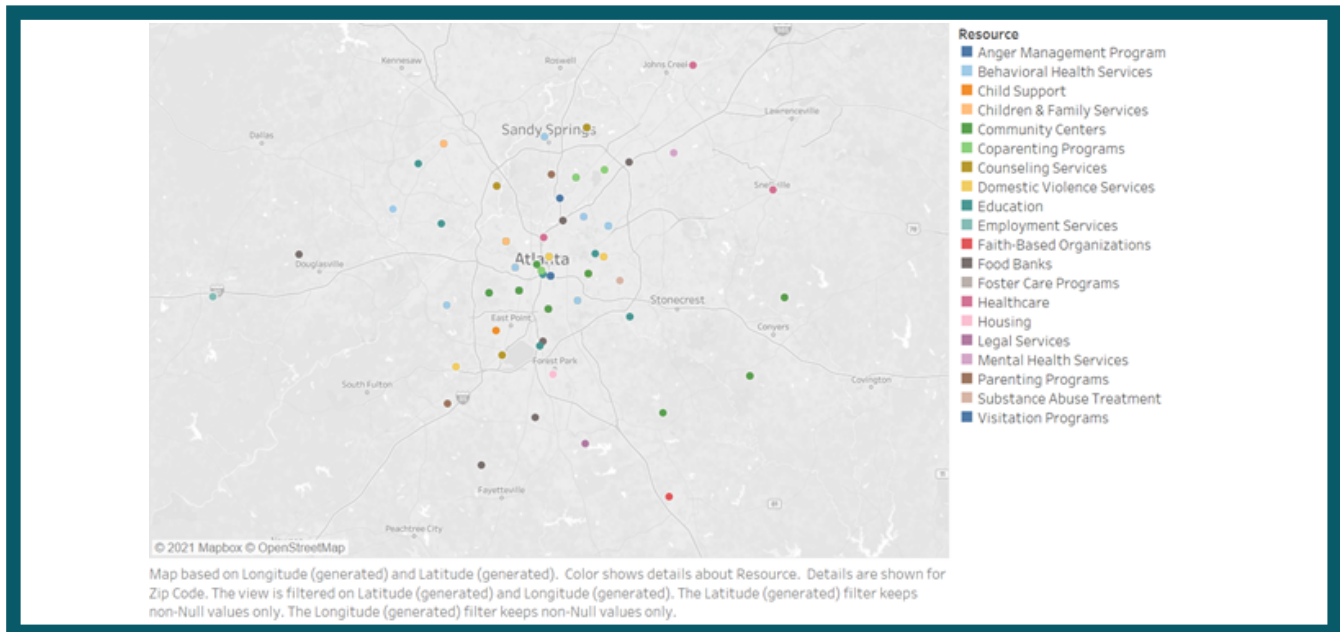 Kennesaw
Roswell
Johns Creek
Lawrenceville
Dallas
Sandy Springs
Snellville
78
Atlanta
Douglasville
Stonecrest
East Point
Conyers
Forest Park
South Fulton
Covington
Fayetteville
Peachtree City
© 2021 Mapbox © OpenStreetMap
Resource
Anger Management Program
Behavioral Health Services
Child Support
Children & Family Services
Community Centers
Coparenting Programs
Counseling Services
Domestic Violence Services
Education
Employment Services
Faith-Based Organizations
Food Banks
Foster Care Programs
Healthcare
Housing
Legal Services
Mental Health Services
Parenting Programs
Substance Abuse Treatment
Visitation Programs
Map based on Longitude (generated) and Latitude (generated). Color shows details about Resource. Details are shown for
Zip Code. The view is filtered on Latitude (generated) and Longitude (generated). The Latitude (generated) filter keeps
non-Null values only. The Longitude (generated) filter keeps non-Null values only.